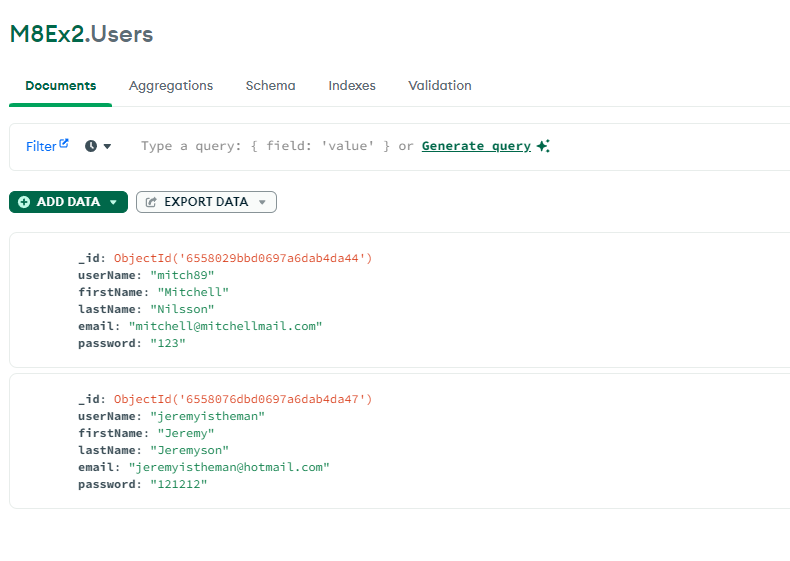 M8Ex2.Users
Documents Aggregations Schema Indexes Validation
Filter Type a query: { field: 'value' } or Generate query
ADD DATA EXPORT DATA
_id: ObjectId('6558029bbd0697a6dab4da44')
userName: "mitch89"
firstName: "Mitchell"
lastName: "Nilsson"
email: "mitchell@mitchellmail.com"
password: "123"
_id: ObjectId('6558076dbd0697a6dab4da47')
userName: "jeremyistheman"
firstName: "Jeremy"
lastName: "Jeremyson"
email: "jeremyistheman@hotmail.com"
password: "121212"